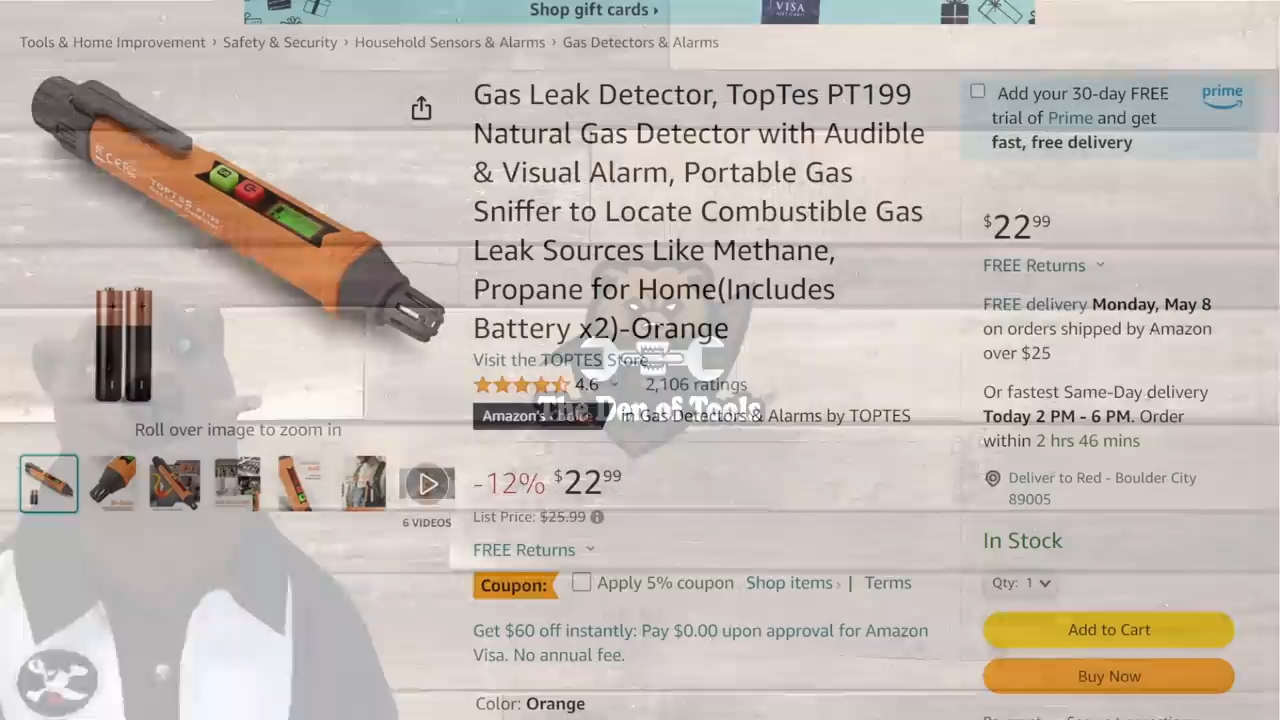 Shop gift cards ›
VISA
Tools & Home Improvement › Safety & Security › Household Sensors & Alarms › Gas Detectors & Alarms
Gas Leak Detector, TopTes PT199
Natural Gas Detector with Audible
& Visual Alarm, Portable Gas
Sniffer to Locate Combustible Gas
Leak Sources Like Methane,
Propane for Home(Includes
Battery x2)-Orange
Visit the TOPTES Store
4.6
2,106 ratings
Amazon's Choice in Gas Detectors & Alarms by TOPTES
The Den of Tools
Roll over image to zoom in
6 VIDEOS
-12% $22 99
List Price: $25.99
FREE Returns
Coupon: Apply 5% coupon Shop items › | Terms
Get $60 off instantly: Pay $0.00 upon approval for Amazon
Visa. No annual fee.
Color: Orange
Add your 30-day FREE
trial of Prime and get
fast, free delivery
prime
$22 99
FREE Returns
FREE delivery Monday, May 8
on orders shipped by Amazon
over $25
Or fastest Same-Day delivery
Today 2 PM - 6 PM. Order
within 2 hrs 46 mins
Deliver to Red - Boulder City
89005
In Stock
Qty: 1
Add to Cart
Buy Now